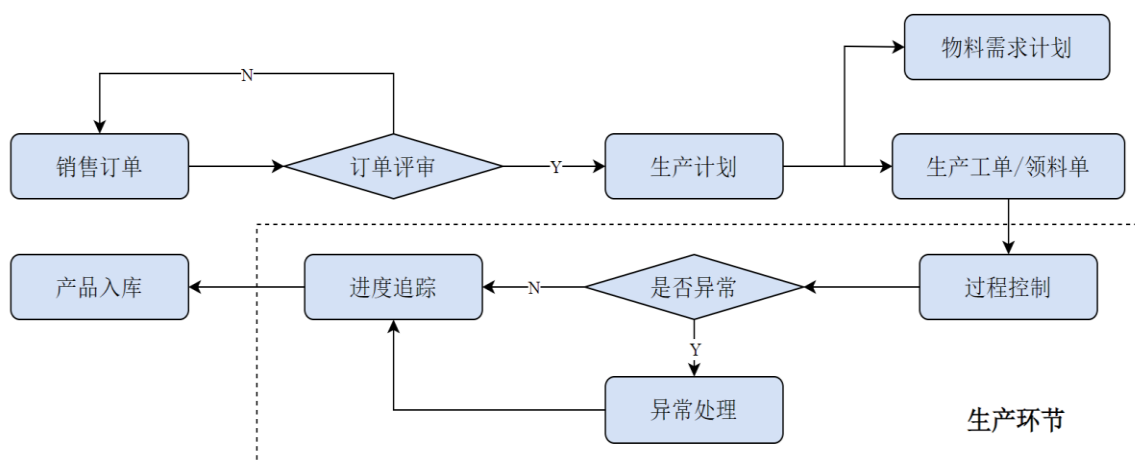 物料需求计划
N
销售订单
订单评审
Y
生产计划
生产工单/领料单
产品入库
进度追踪
N
是否异常
过程控制
Y
异常处理
生产环节